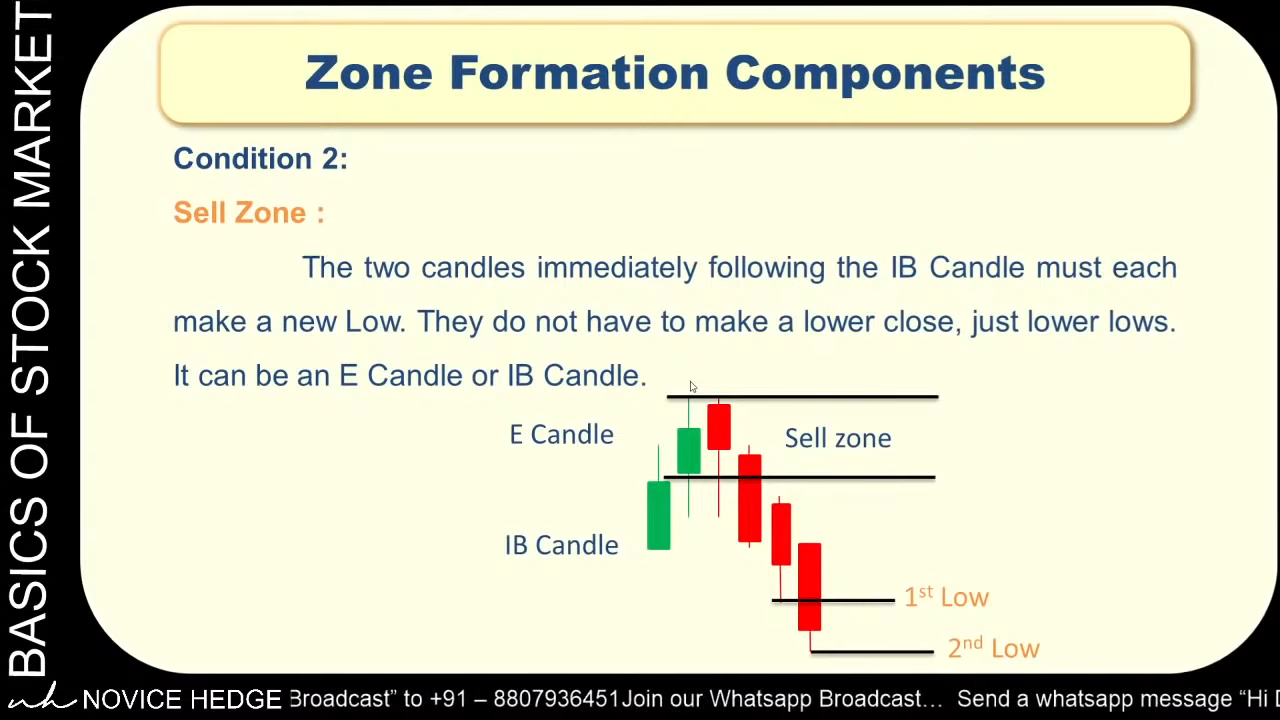 BASICS OF STOCK MARKET
Zone Formation Components
Condition 2:
Sell Zone :
The two candles immediately following the IB Candle must each
make a new Low. They do not have to make a lower close, just lower lows.
It can be an E Candle or IB Candle.
E Candle
Sell zone
IB Candle
1st Low
2nd Low
nh NOVICE HEDGE
Broadcast” to +91 – 8807936451Join our Whatsapp Broadcast… Send a whatsapp message “Hi